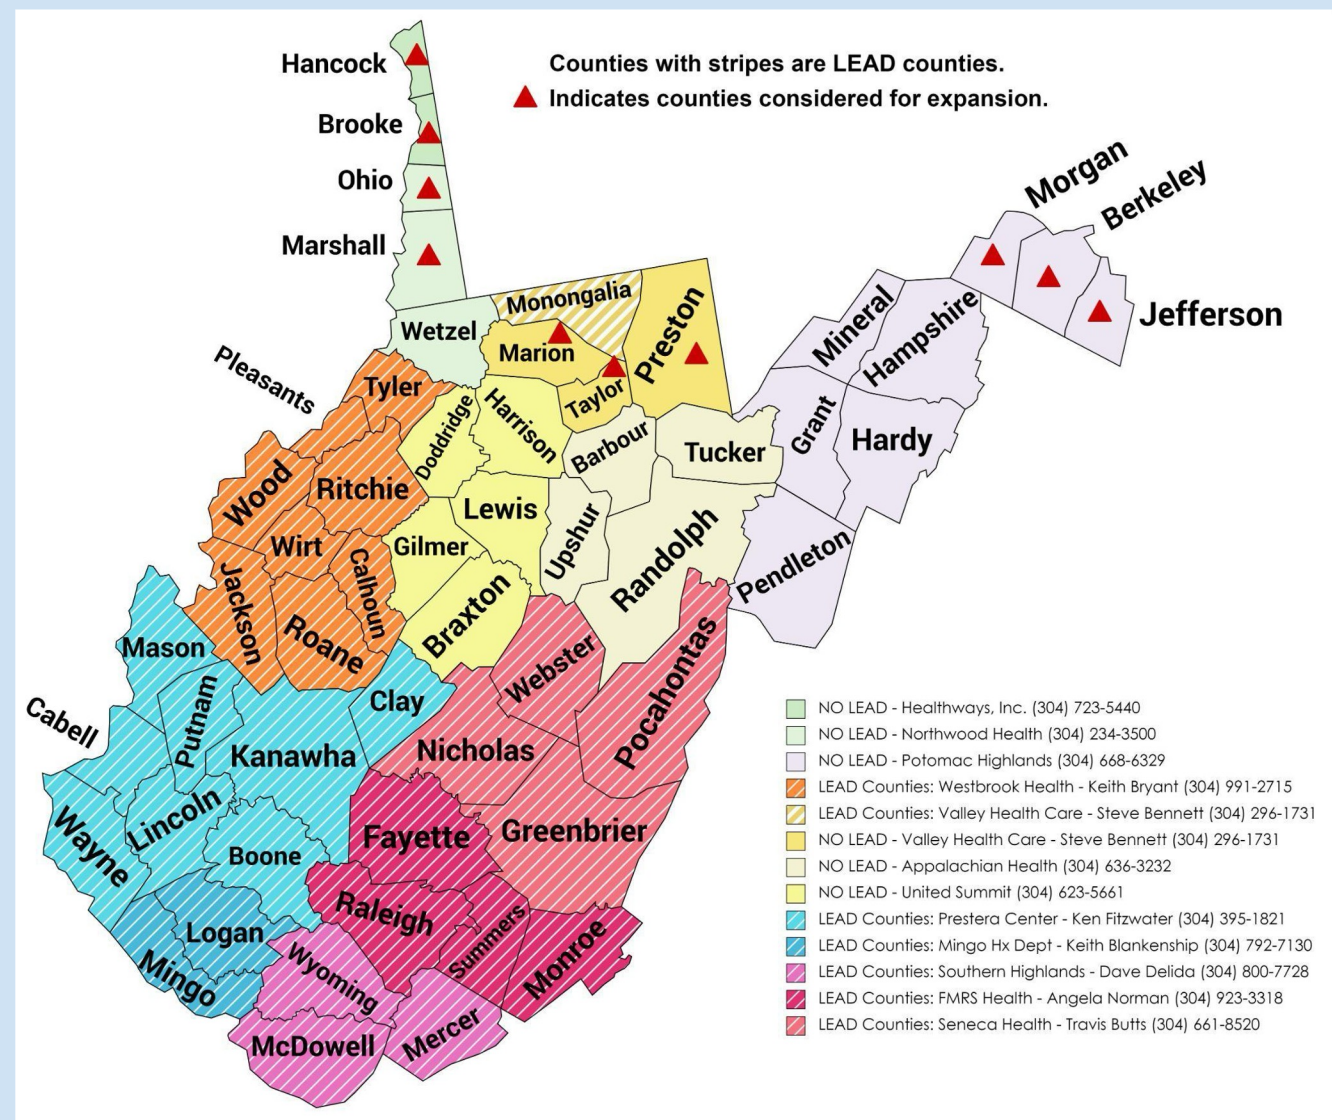 Counties with stripes are LEAD counties.
Indicates counties considered for expansion.
Hancock
Brooke
Ohio
Marshall
Wetzel
Morgan
Berkeley
Jefferson
Monongalia
Marion
Preston
Taylor
Mineral
Hampshire
Grant
Hardy
Pendleton
Pleasants
Tyler
Doddridge
Harrison
Barbour
Tucker
Wood
Ritchie
Lewis
Wirt
Gilmer
Upshur
Randolph
Calhoun
Jackson
Roane
Braxton
Mason
Clay
Webster
Pocahontas
Cabell
Putnam
Kanawha
Nicholas
Wayne
Lincoln
Boone
Fayette
Greenbrier
Logan
Raleigh
Summers
Monroe
Mingo
Wyoming
McDowell
Mercer
NO LEAD - Healthways, Inc. (304) 723-5440
NO LEAD - Northwood Health (304) 234-3500
NO LEAD - Potomac Highlands (304) 668-6329
LEAD Counties: Westbrook Health - Keith Bryant (304) 991-2715
LEAD Counties: Valley Health Care - Steve Bennett (304) 296-1731
NO LEAD - Valley Health Care - Steve Bennett (304) 296-1731
NO LEAD - Appalachian Health (304) 636-3232
NO LEAD - United Summit (304) 623-5661
LEAD Counties: Prestera Center - Ken Fitzwater (304) 395-1821
LEAD Counties: Mingo Hx Dept - Keith Blankenship (304) 792-7130
LEAD Counties: Southern Highlands - Dave Delida (304) 800-7728
LEAD Counties: FMRS Health - Angela Norman (304) 923-3318
LEAD Counties: Seneca Health - Travis Butts (304) 661-8520